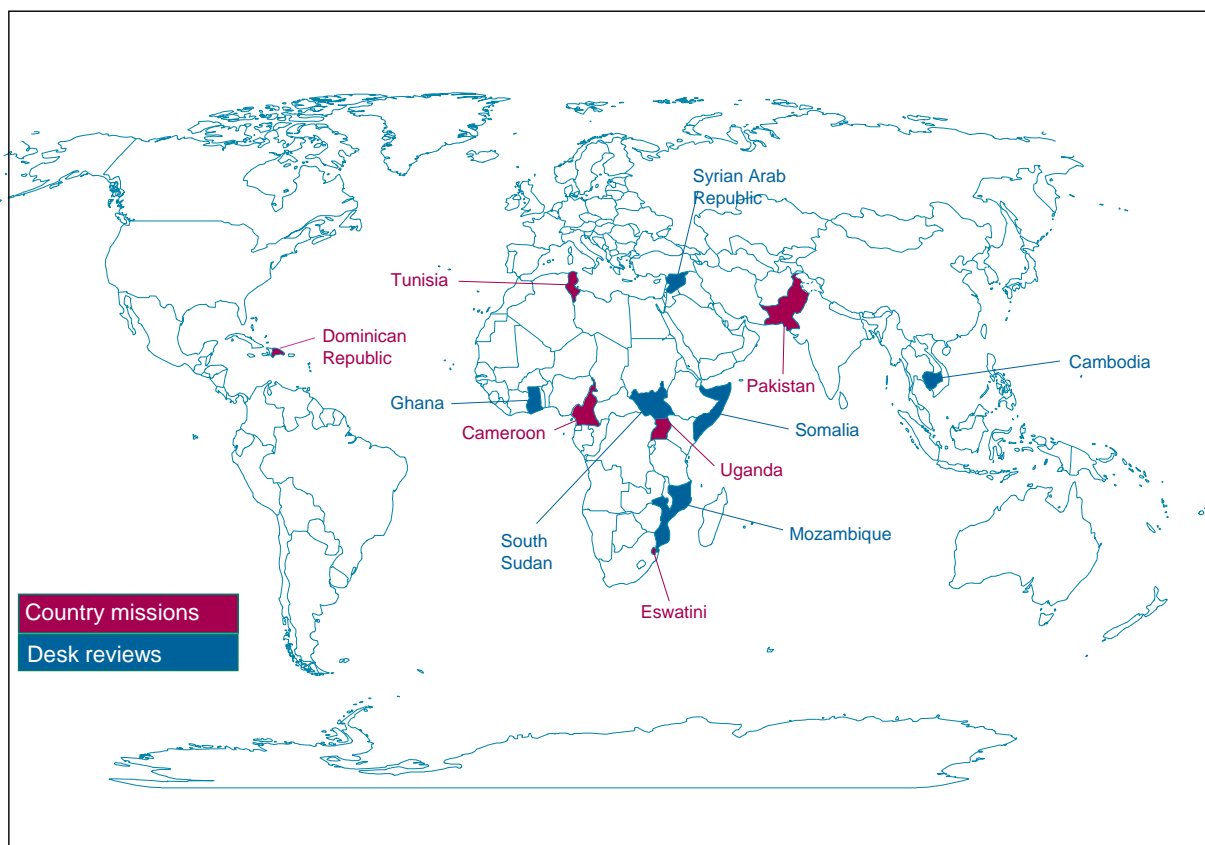 Syrian Arab
Republic
Tunisia
Dominican
Republic
Cambodia
Pakistan
Ghana
Cameroon
Somalia
Uganda
South
Sudan
Mozambique
Eswatini
Country missions
Desk reviews